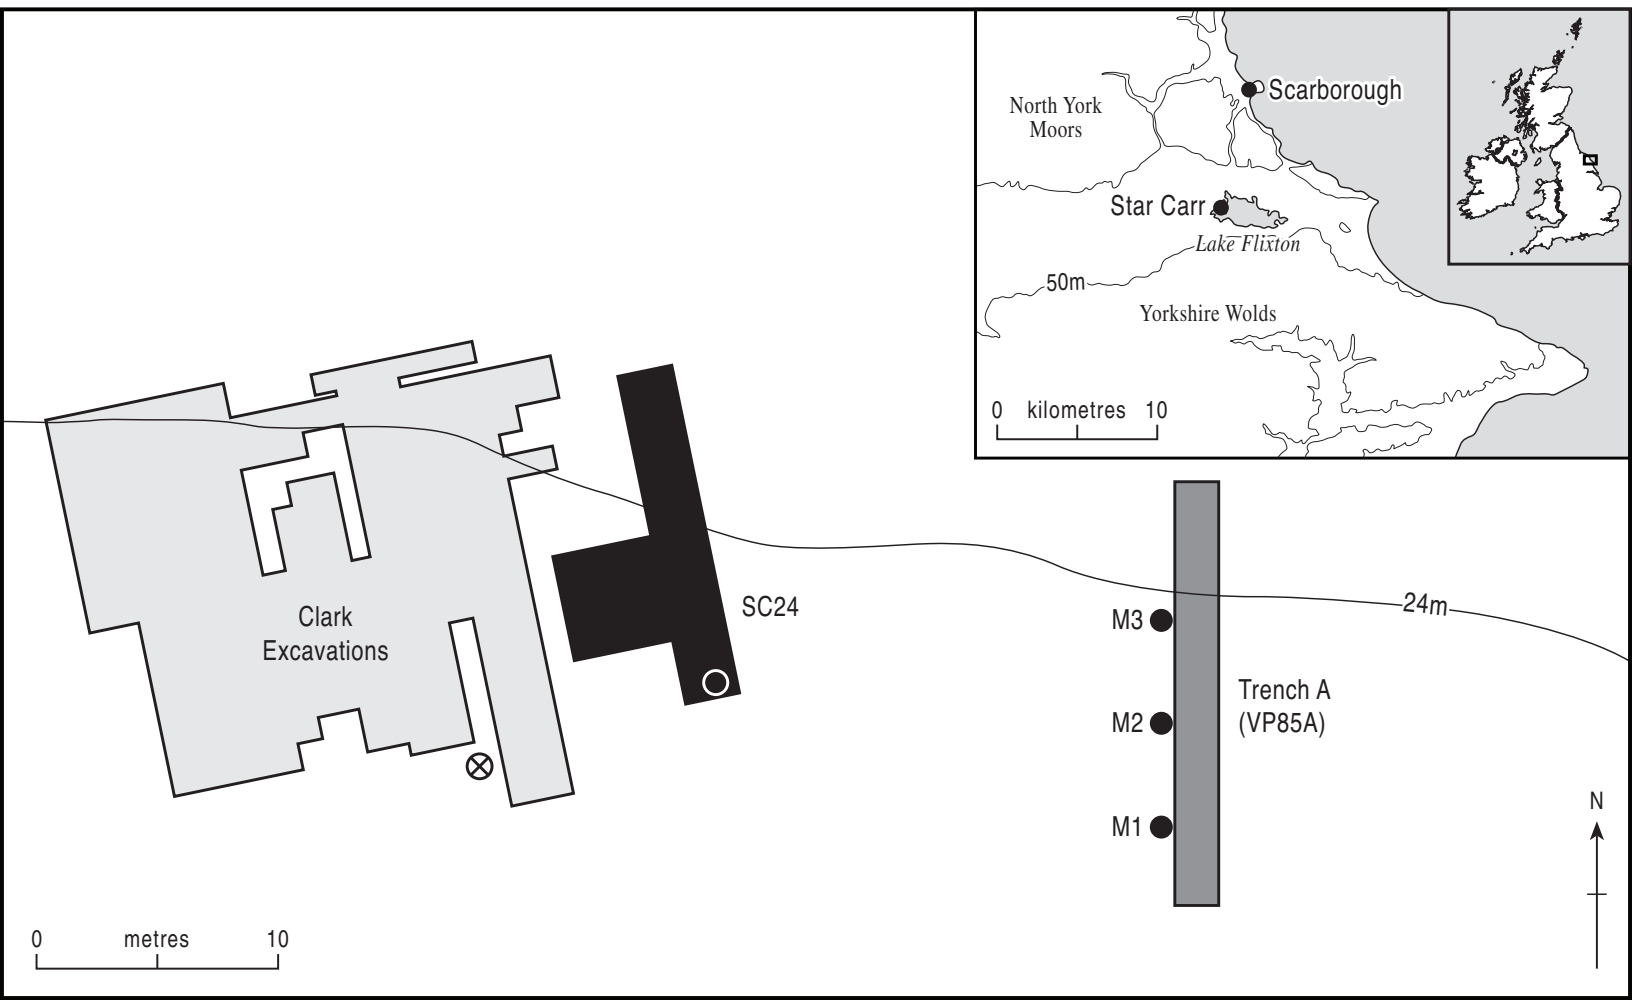 North York
Moors
Scarborough
Star Carr
Lake Flixton
50m
Yorkshire Wolds
0 kilometres 10
SC24
Clark
Excavations
24m
M3
Trench A
(VP85A)
M2
M1
N
0 metres 10